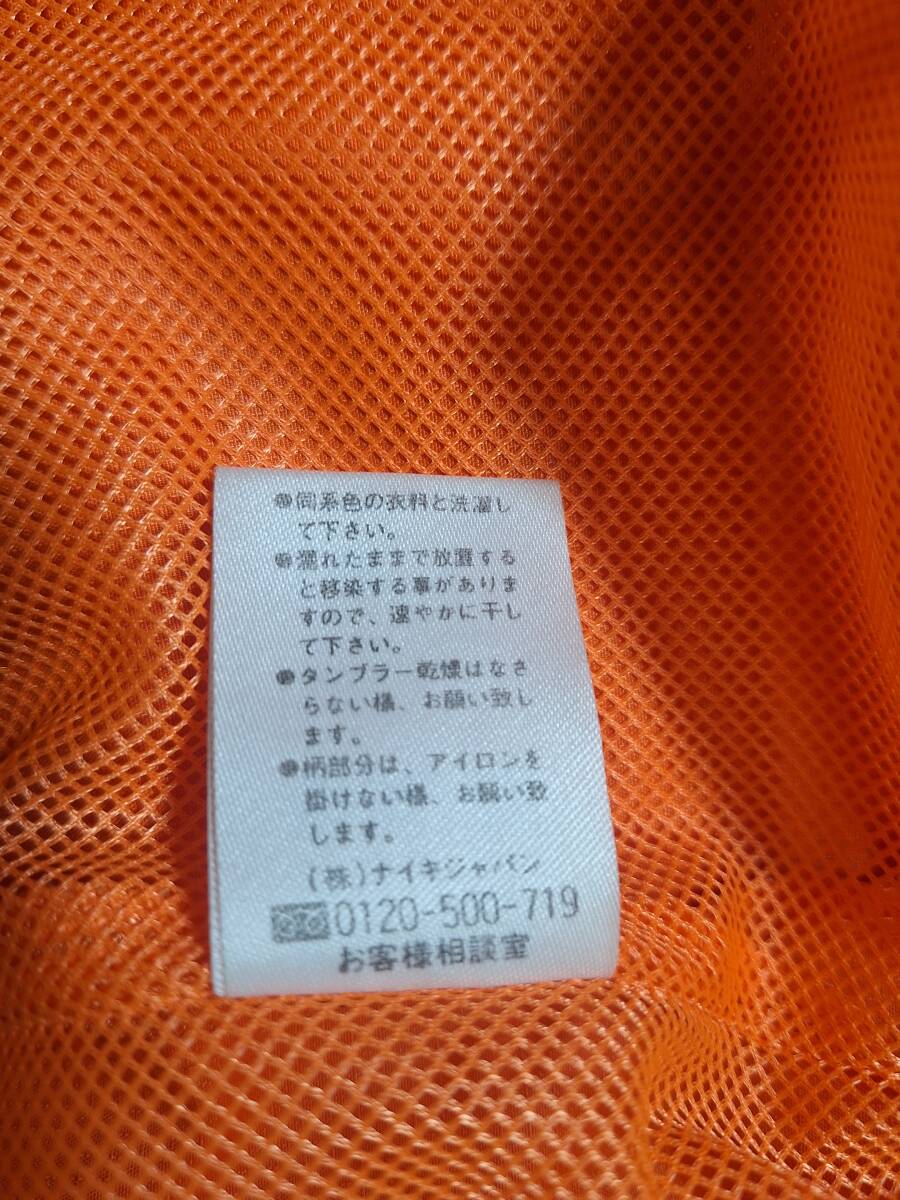 ●同系色の衣料と洗濯し
て下さい。
●濡れたままで放置する
と移染する事がありま
すので、速やかに干し
て下さい。
●タンブラー乾燥はなさ
らない様、お願い致し
ます。
●柄部分は、アイロンを
掛けない様、お願い致
します。
(株)ナイキジャパン
0120-500-719
お客様相談室